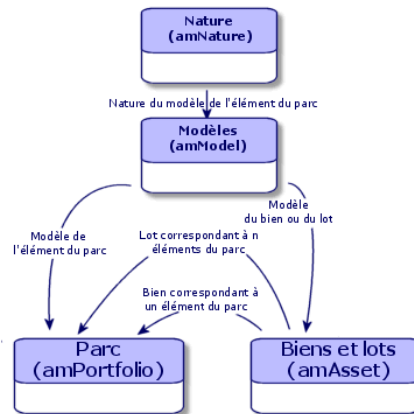 Nature
(amNature)
Nature du modèle de l'élément du parc
Modèles
(amModel)
Modèle
du bien ou du lot
Modèle de
l'élément du parc
Lot correspondant à n
éléments du parc
Bien correspondant à
un élément du parc
Parc
(amPortfolio)
Biens et lots
(amAsset)